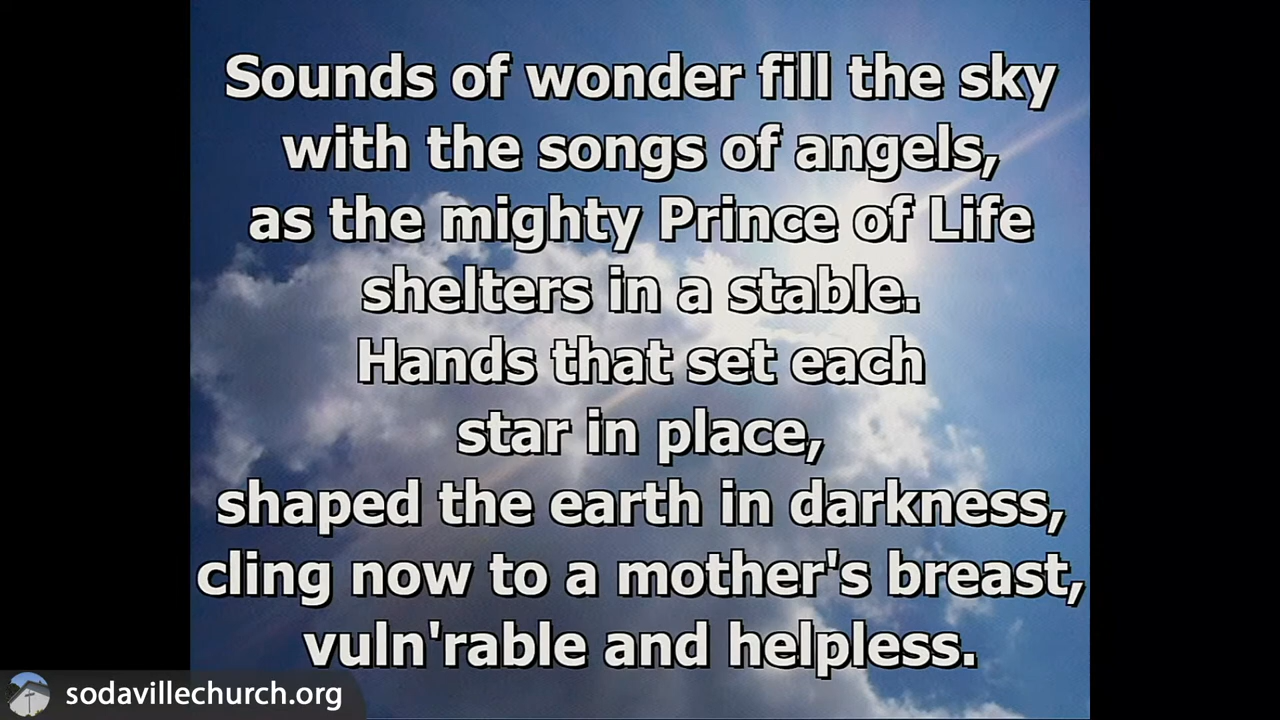 Sounds of wonder fill the sky
with the songs of angels,
as the mighty Prince of Life
shelters in a stable.
Hands that set each
star in place,
shaped the earth in darkness,
cling now to a mother's breast,
vuln'rable and helpless.
sodavillechurch.org